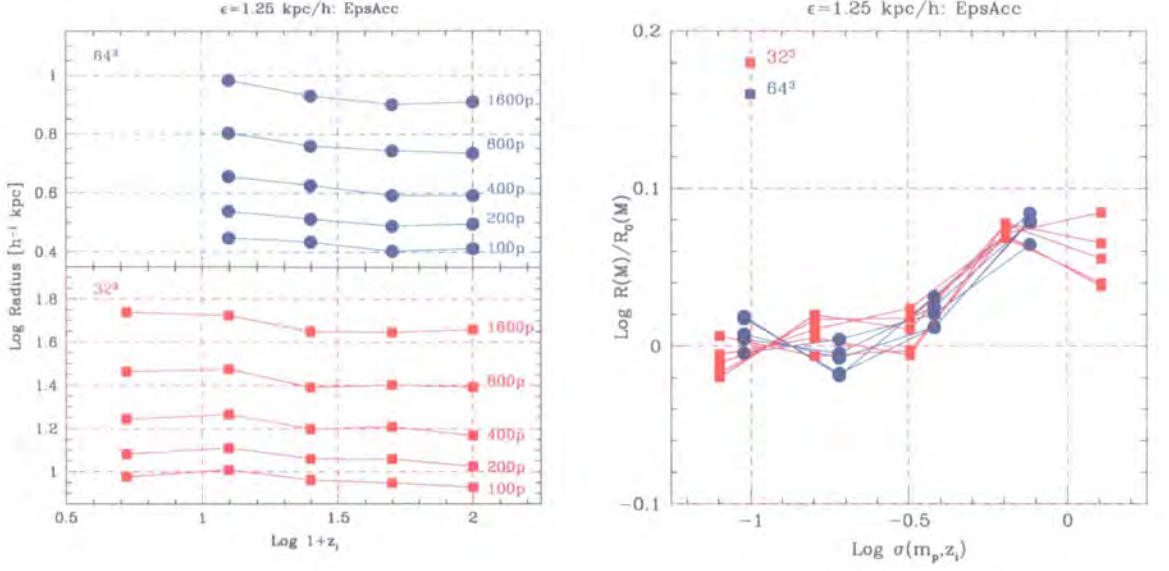 ϵ=1.25 kpc/h: EpsAcc
64³
1
0.8
0.6
0.4
1600p
800p
400p
200p
100p
32³
1.8
1.6
1.4
1.2
1
1600p
800p
400p
200p
100p
0.5
1
1.5
2
Log Radius [h⁻¹ kpc]
Log 1+zᵢ
ϵ=1.25 kpc/h: EpsAcc
32³
64³
0.2
0.1
0
−0.1
−1
−0.5
0
Log R(M)/R₀(M)
Log σ(mₚ,zᵢ)